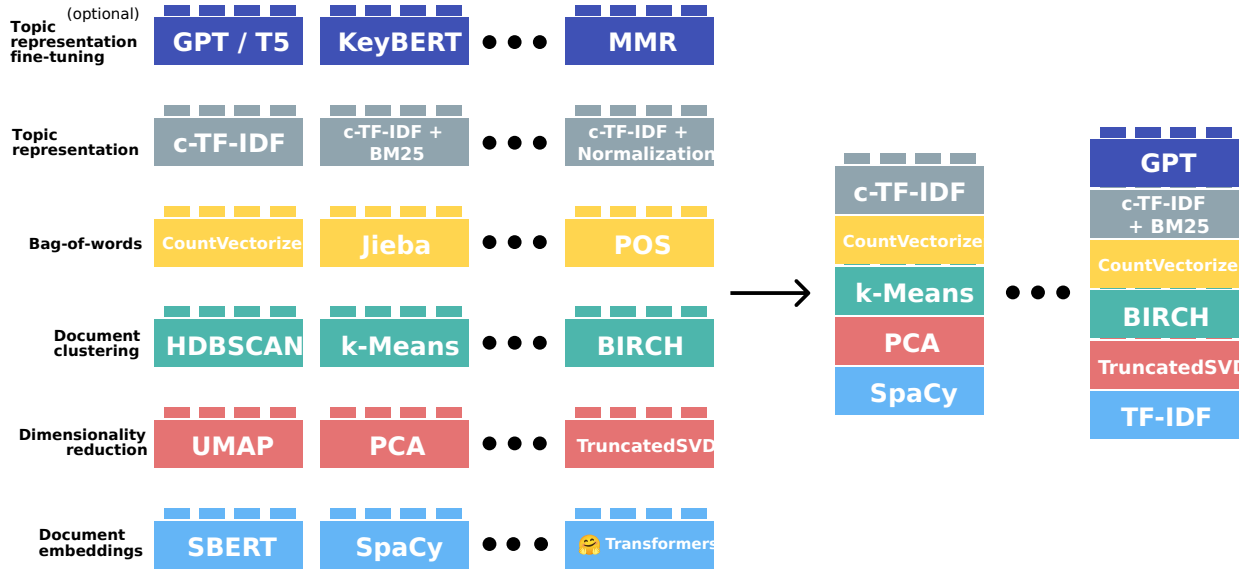 (optional)
Topic
representation
fine-tuning
GPT / T5
KeyBERT
MMR
Topic
representation
c-TF-IDF
c-TF-IDF +
BM25
c-TF-IDF +
Normalization
Bag-of-words
CountVectorize
Jieba
POS
Document
clustering
HDBSCAN
k-Means
BIRCH
Dimensionality
reduction
UMAP
PCA
TruncatedSVD
Document
embeddings
SBERT
SpaCy
🤗 Transformers
c-TF-IDF
CountVectorize
k-Means
PCA
SpaCy
GPT
c-TF-IDF
+ BM25
CountVectorize
BIRCH
TruncatedSVD
TF-IDF